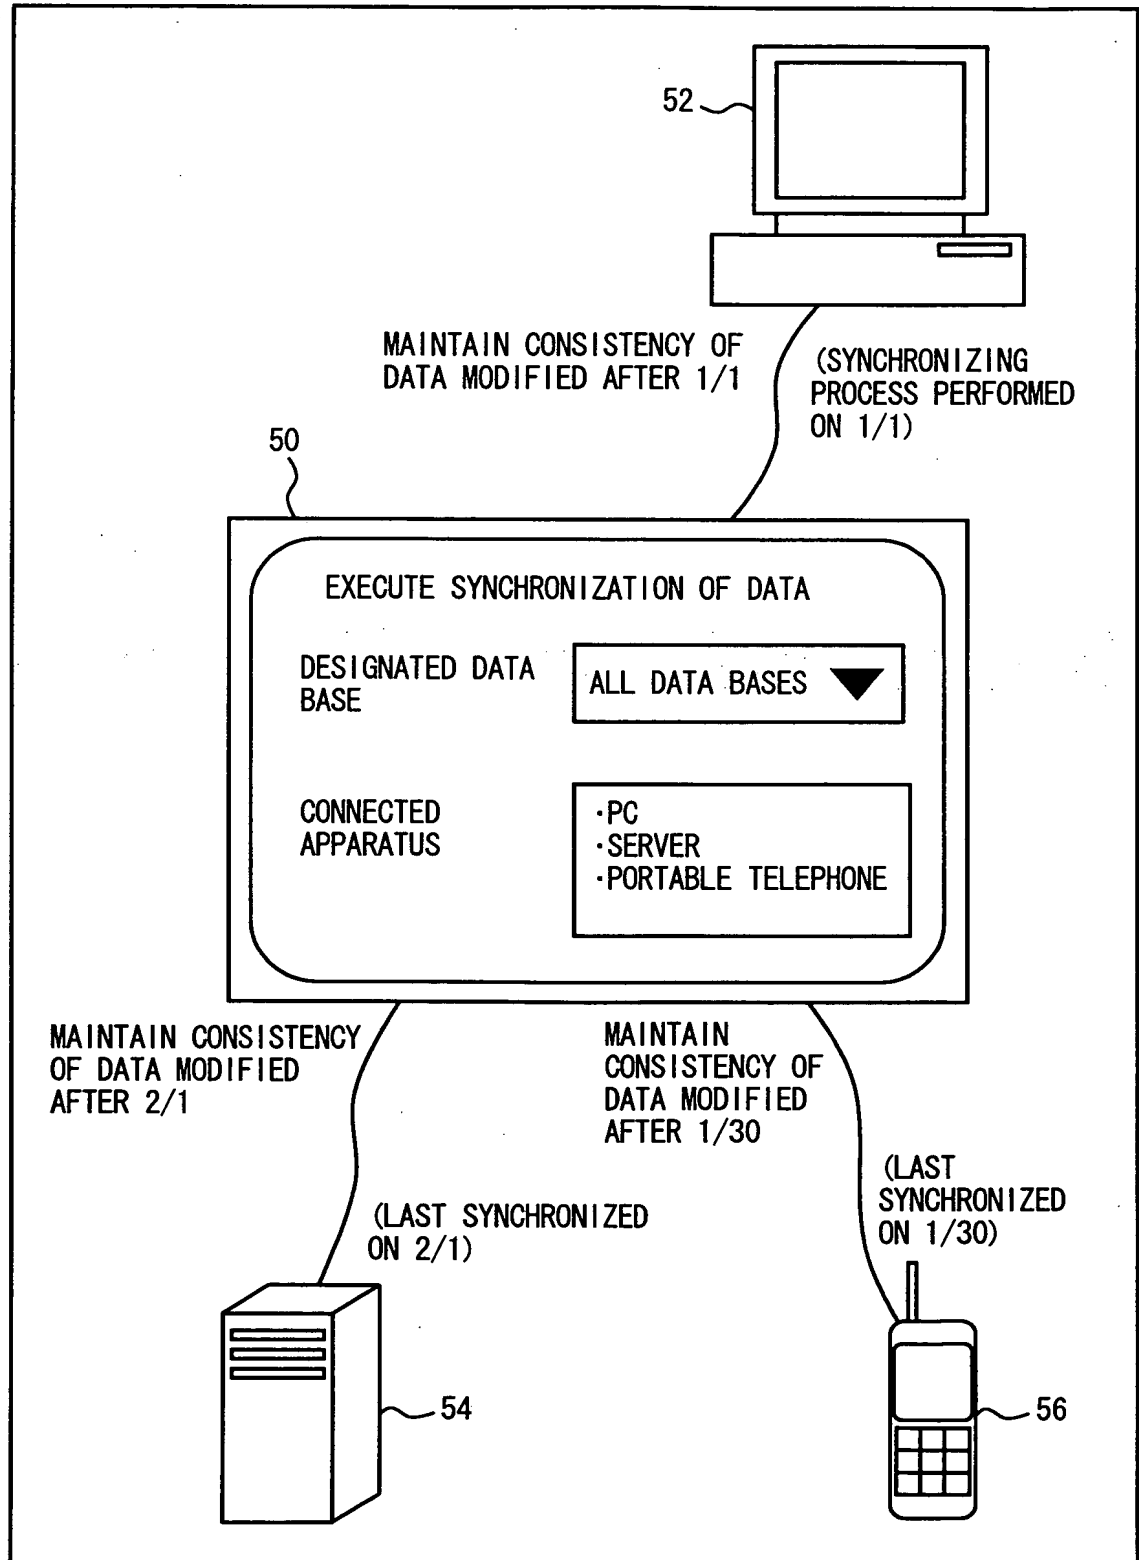 52
MAINTAIN CONSISTENCY OF
DATA MODIFIED AFTER 1/1
(SYNCHRONIZING
PROCESS PERFORMED
ON 1/1)
50
EXECUTE SYNCHRONIZATION OF DATA
DESIGNATED DATA
BASE
ALL DATA BASES
CONNECTED
APPARATUS
·PC
·SERVER
·PORTABLE TELEPHONE
MAINTAIN CONSISTENCY
OF DATA MODIFIED
AFTER 2/1
MAINTAIN
CONSISTENCY OF
DATA MODIFIED
AFTER 1/30
(LAST SYNCHRONIZED
ON 2/1)
(LAST
SYNCHRONIZED
ON 1/30)
54
56